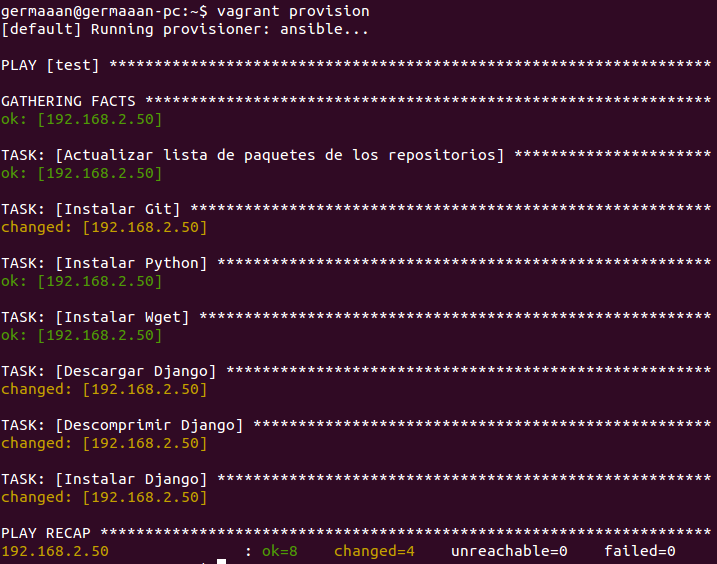 germaaan@germaaan-pc:~$ vagrant provision
[default] Running provisioner: ansible...
PLAY [test] *******************************************************************
GATHERING FACTS ***************************************************************
ok: [192.168.2.50]
TASK: [Actualizar lista de paquetes de los repositorios] **********************
ok: [192.168.2.50]
TASK: [Instalar Git] **********************************************************
changed: [192.168.2.50]
TASK: [Instalar Python] *******************************************************
ok: [192.168.2.50]
TASK: [Instalar Wget] *********************************************************
ok: [192.168.2.50]
TASK: [Descargar Django] ******************************************************
changed: [192.168.2.50]
TASK: [Descomprimir Django] ***************************************************
changed: [192.168.2.50]
TASK: [Instalar Django] *******************************************************
changed: [192.168.2.50]
PLAY RECAP ********************************************************************
192.168.2.50               : ok=8    changed=4    unreachable=0    failed=0